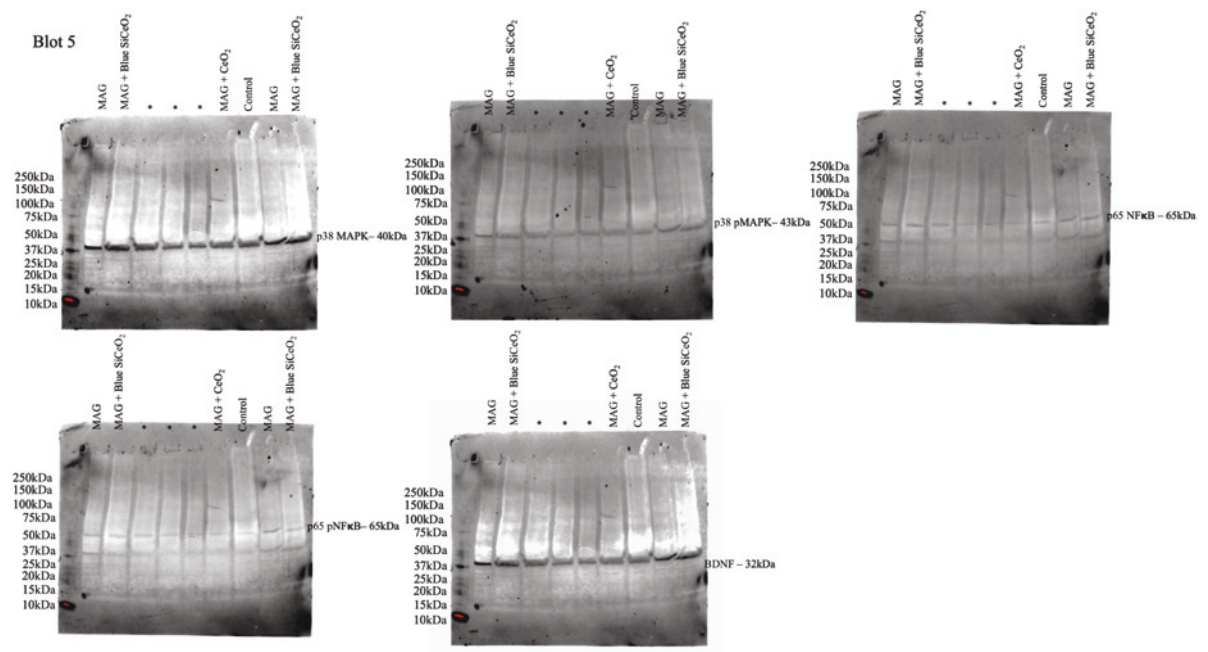 Blot 5
MAG
MAG + Blue SiCeO₂
*
*
*
MAG + CeO₂
Control
MAG
MAG + Blue SiCeO₂
250kDa
150kDa
100kDa
75kDa
50kDa
37kDa
25kDa
20kDa
15kDa
10kDa
p38 MAPK– 40kDa
MAG
MAG + Blue SiCeO₂
*
*
*
MAG + CeO₂
Control
MAG
MAG + Blue SiCeO₂
250kDa
150kDa
100kDa
75kDa
50kDa
37kDa
25kDa
20kDa
15kDa
10kDa
p38 pMAPK– 43kDa
MAG
MAG + Blue SiCeO₂
*
*
*
MAG + CeO₂
Control
MAG
MAG + Blue SiCeO₂
250kDa
150kDa
100kDa
75kDa
50kDa
37kDa
25kDa
20kDa
15kDa
10kDa
p65 NFκB – 65kDa
MAG
MAG + Blue SiCeO₂
*
*
*
MAG + CeO₂
Control
MAG
MAG + Blue SiCeO₂
250kDa
150kDa
100kDa
75kDa
50kDa
37kDa
25kDa
20kDa
15kDa
10kDa
p65 pNFκB– 65kDa
MAG
MAG + Blue SiCeO₂
*
*
*
MAG + CeO₂
Control
MAG
MAG + Blue SiCeO₂
250kDa
150kDa
100kDa
75kDa
50kDa
37kDa
25kDa
20kDa
15kDa
10kDa
BDNF – 32kDa